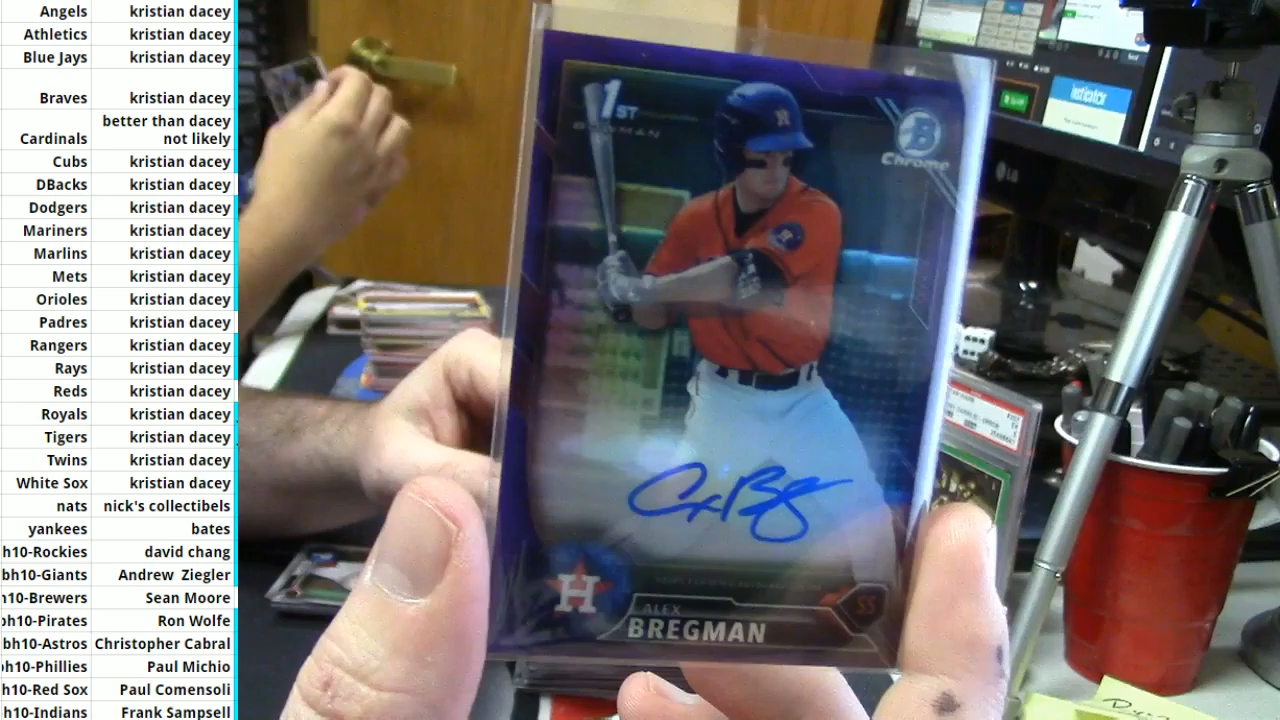 Angels kristian dacey
Athletics kristian dacey
Blue Jays kristian dacey
Braves kristian dacey
better than dacey
Cardinals not likely
Cubs kristian dacey
DBacks kristian dacey
Dodgers kristian dacey
Mariners kristian dacey
Marlins kristian dacey
Mets kristian dacey
Orioles kristian dacey
Padres kristian dacey
Rangers kristian dacey
Rays kristian dacey
Reds kristian dacey
Royals kristian dacey
Tigers kristian dacey
Twins kristian dacey
White Sox kristian dacey
nats nick's collectibels
yankees bates
h10-Rockies david chang
bh10-Giants Andrew Ziegler
h10-Brewers Sean Moore
bh10-Pirates Ron Wolfe
bh10-Astros Christopher Cabral
h10-Phillies Paul Michio
h10-Red Sox Paul Comensoli
h10-Indians Frank Sampsell
1ST
BOWMAN
B
Chrome
H
SS
ALEX
BREGMAN
LG